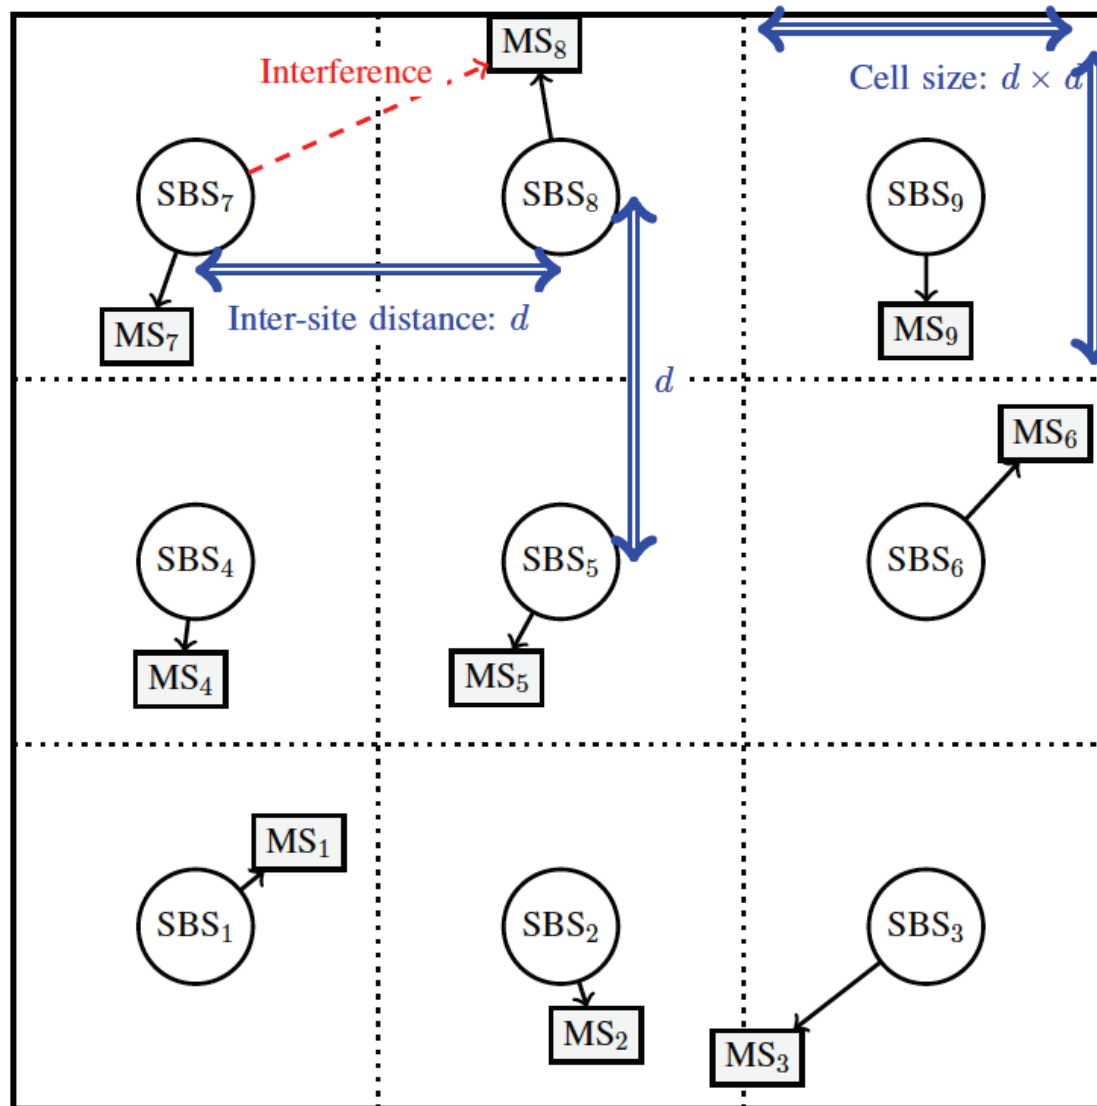 MS₈
Interference
Cell size: d × d
SBS₇
SBS₈
SBS₉
Inter-site distance: d
MS₇
MS₉
d
MS₆
SBS₄
SBS₅
SBS₆
MS₄
MS₅
MS₁
SBS₁
SBS₂
SBS₃
MS₂
MS₃